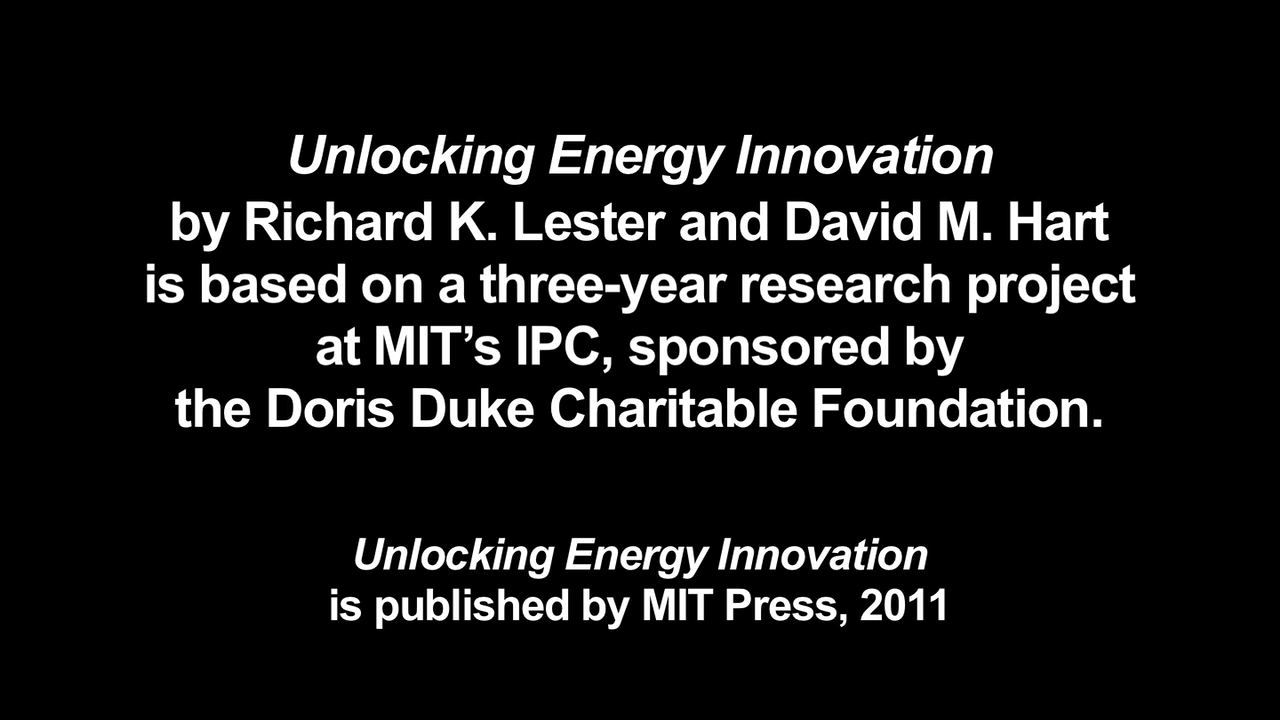 Unlocking Energy Innovation
by Richard K. Lester and David M. Hart
is based on a three-year research project
at MIT’s IPC, sponsored by
the Doris Duke Charitable Foundation.
Unlocking Energy Innovation
is published by MIT Press, 2011